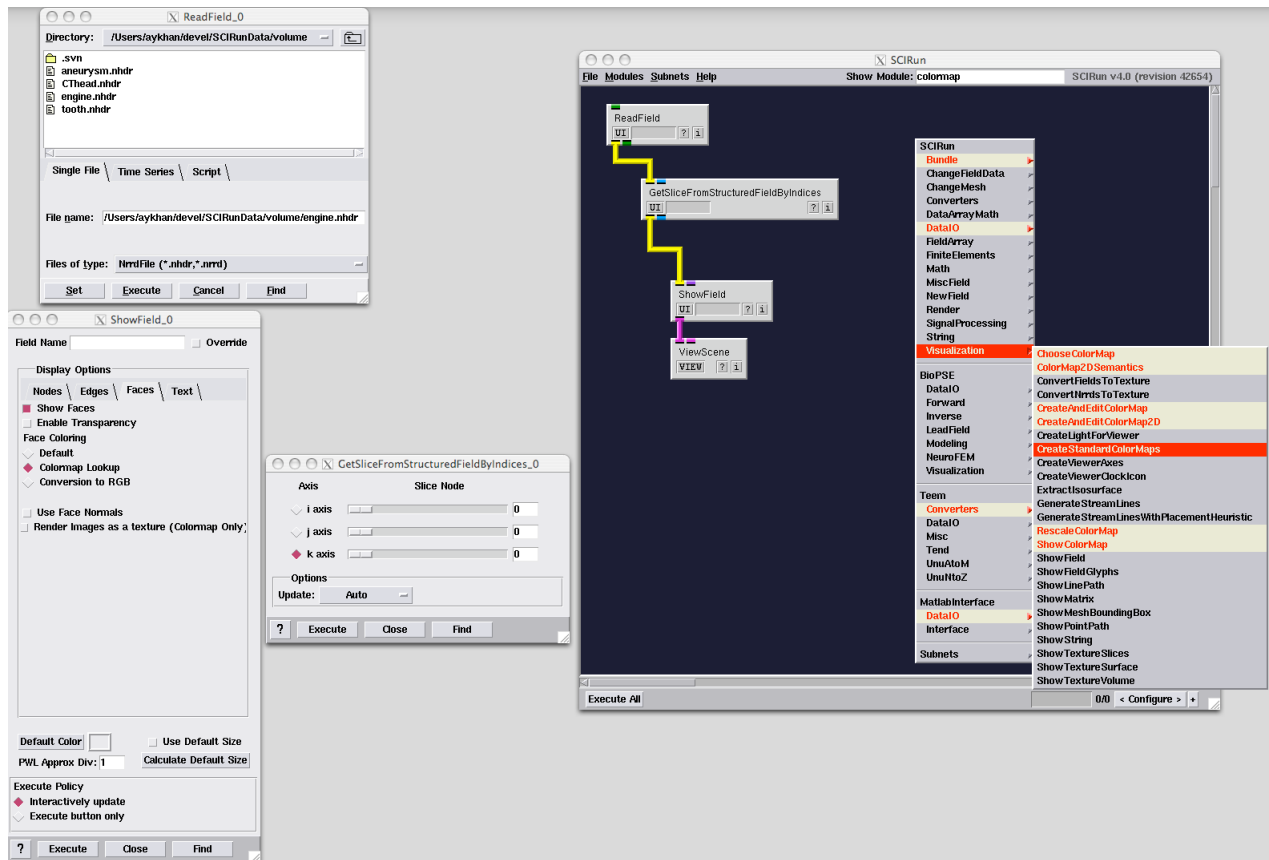 ReadField_0
Directory: /Users/aykhan/devel/SCIRunData/volume
.svn
aneurysm.nhdr
CThead.nhdr
engine.nhdr
tooth.nhdr
Single File Time Series Script
File name: /Users/aykhan/devel/SCIRunData/volume/engine.nhdr
Files of type: NrrdFile (*.nhdr,*.nrrd)
Set Execute Cancel Find
ShowField_0
Field Name Override
Display Options
Nodes Edges Faces Text
Show Faces
Enable Transparency
Face Coloring
Default
Colormap Lookup
Conversion to RGB
Use Face Normals
Render Images as a texture (Colormap Only)
Default Color Use Default Size
PWL Approx Div: 1 Calculate Default Size
Execute Policy
Interactively update
Execute button only
? Execute Close Find
GetSliceFromStructuredFieldByIndices_0
Axis Slice Node
i axis 0
j axis 0
k axis 0
Options
Update: Auto
? Execute Close Find
SCIRun
File Modules Subnets Help Show Module: colormap SCIRun v4.0 (revision 42654)
ReadField
UI ? i
GetSliceFromStructuredFieldByIndices
UI ? i
ShowField
UI ? i
ViewScene
VIEW ? i
SCIRun
Bundle
ChangeFieldData
ChangeMesh
Converters
DataArrayMath
DataIO
FieldArray
FiniteElements
Math
MiscField
NewField
Render
SignalProcessing
String
Visualization
BioPSE
DataIO
Forward
Inverse
LeadField
Modeling
NeuroFEM
Visualization
Teem
Converters
DataIO
Misc
Tend
UnuAtoM
UnuNtoZ
MatlabInterface
DataIO
Interface
Subnets
ChooseColorMap
ColorMap2DSemantics
ConvertFieldsToTexture
ConvertNrrdsToTexture
CreateAndEditColorMap
CreateAndEditColorMap2D
CreateLightForViewer
CreateStandardColorMaps
CreateViewerAxes
CreateViewerClockIcon
ExtractIsosurface
GenerateStreamLines
GenerateStreamLinesWithPlacementHeuristic
RescaleColorMap
ShowColorMap
ShowField
ShowFieldGlyphs
ShowLinePath
ShowMatrix
ShowMeshBoundingBox
ShowPointPath
ShowString
ShowTextureSlices
ShowTextureSurface
ShowTextureVolume
Execute All 0/0 < Configure > +